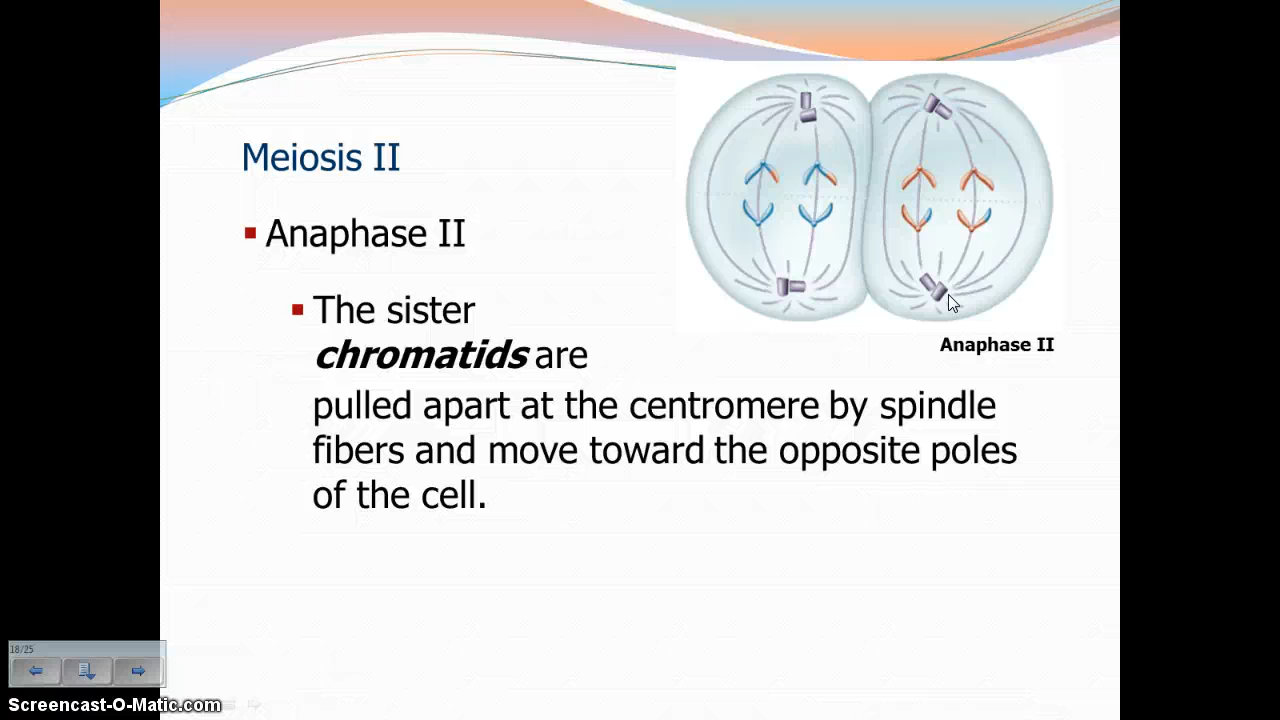 Meiosis II
Anaphase II
The sister
chromatids are
pulled apart at the centromere by spindle
fibers and move toward the opposite poles
of the cell.
Anaphase II
18/25
Screencast-O-Matic.com